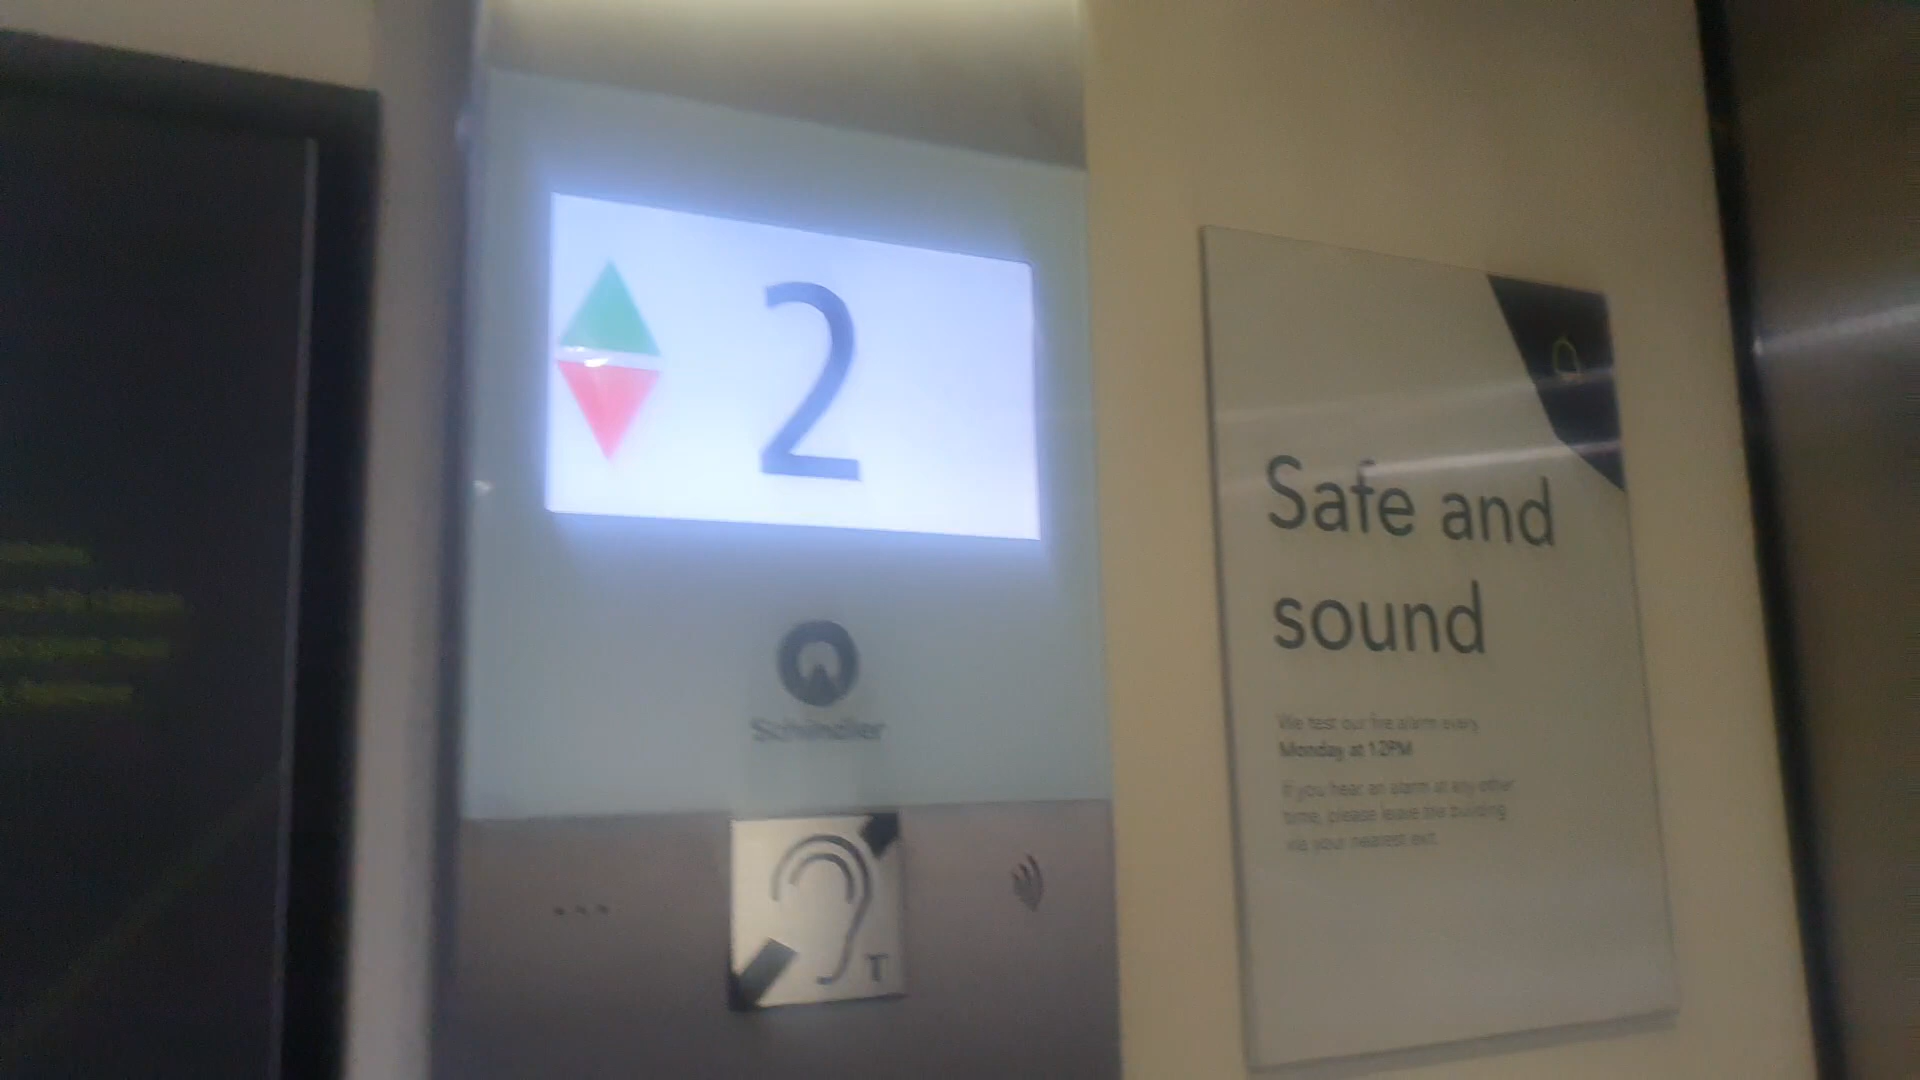 2
Schindler
T
Safe and
sound
We test our fire alarm every
Monday at 12PM
If you hear an alarm at any other
time, please leave the building
via your nearest exit.